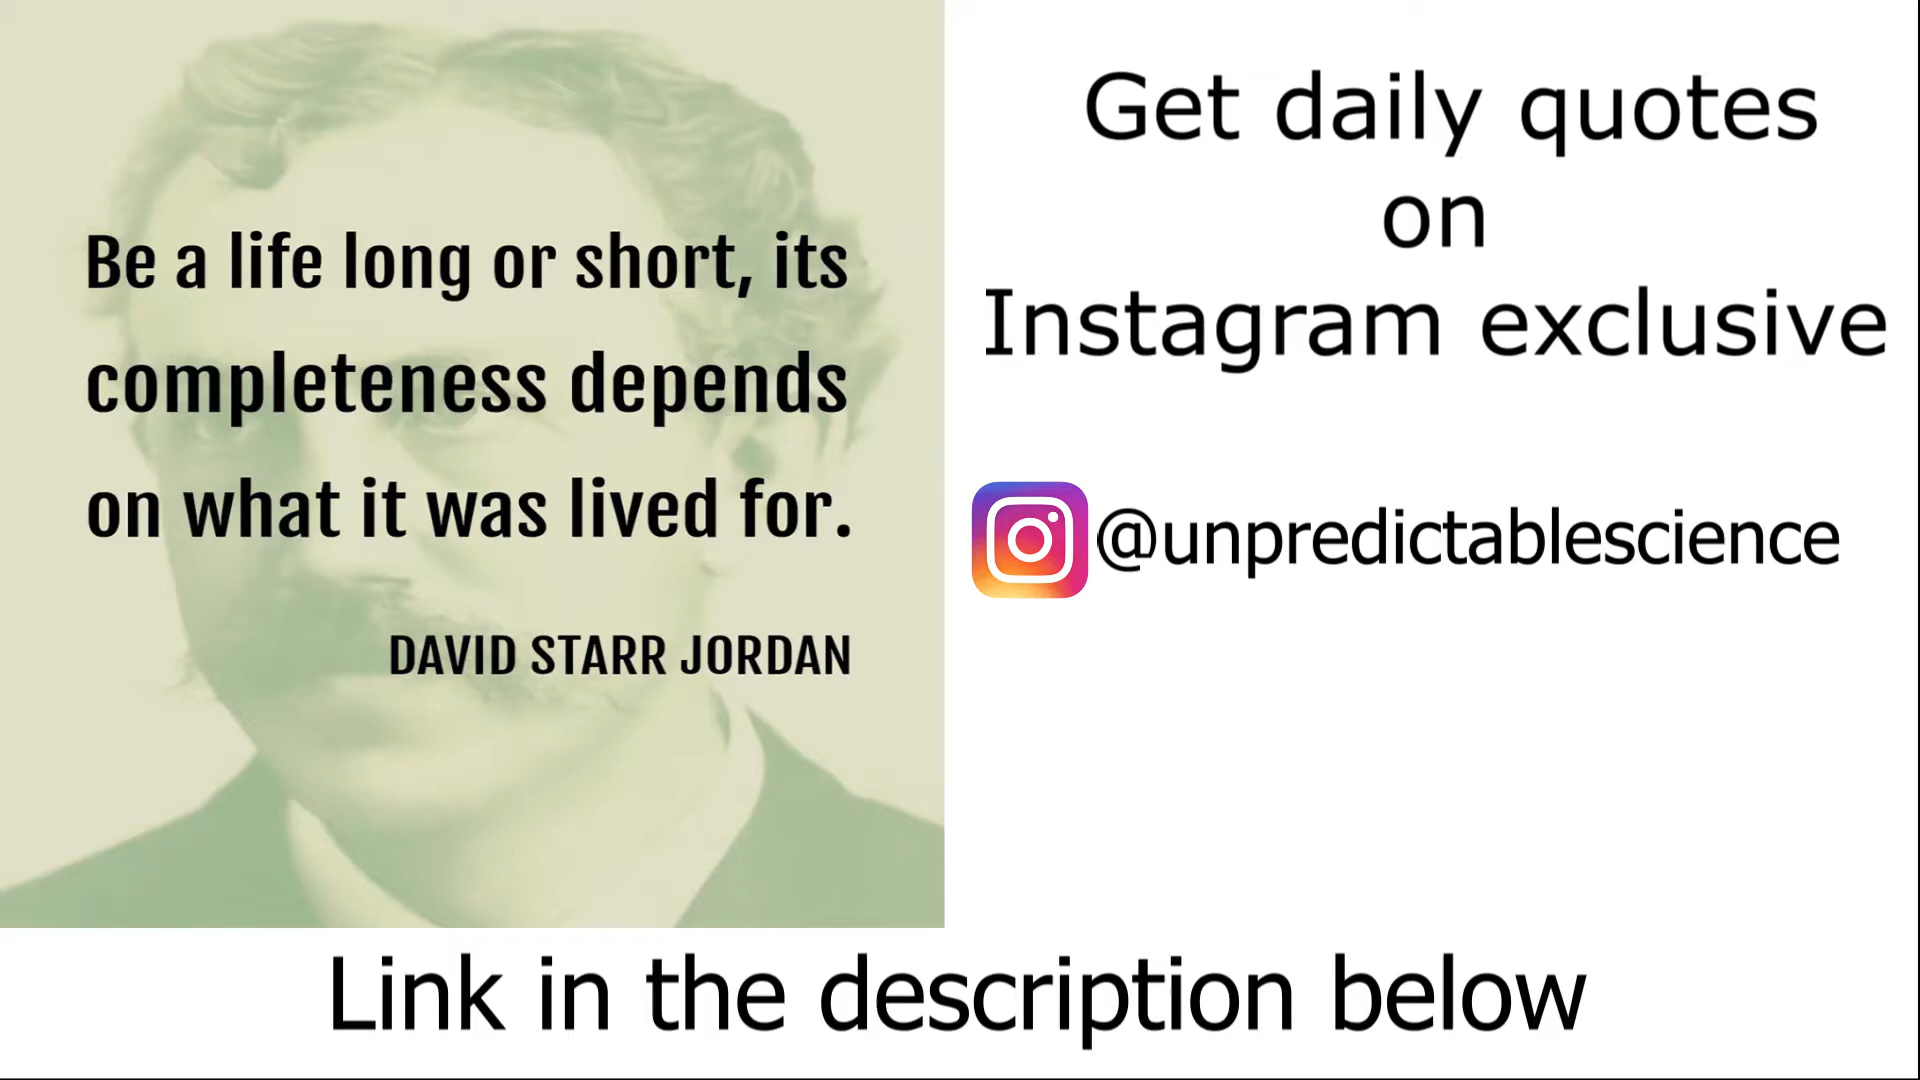 Be a life long or short, its
completeness depends
on what it was lived for.
DAVID STARR JORDAN
Get daily quotes
on
Instagram exclusive
@unpredictablescience
Link in the description below